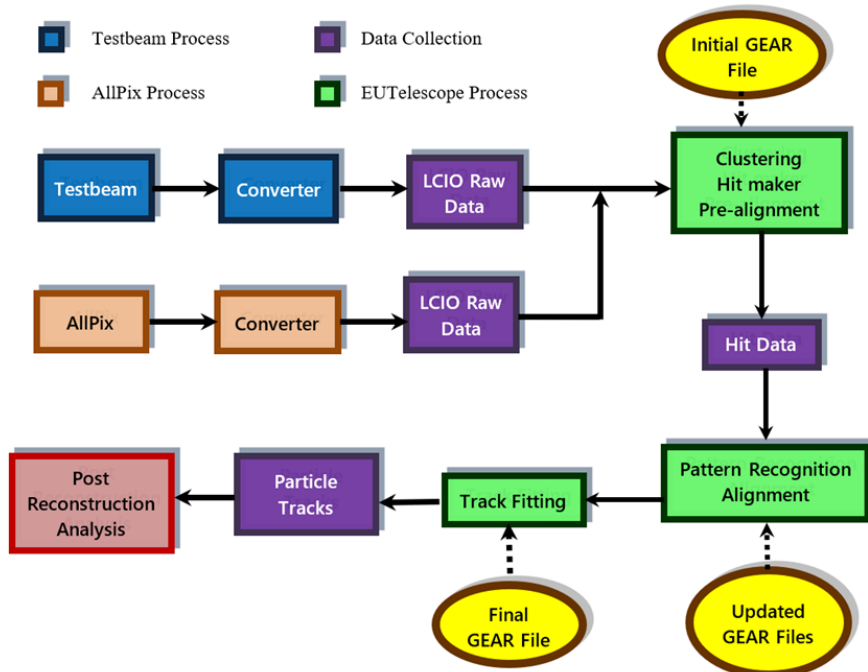 Testbeam Process
Data Collection
AllPix Process
EUTelescope Process
Initial GEAR
File
Testbeam
Converter
LCIO Raw
Data
Clustering
Hit maker
Pre-alignment
AllPix
Converter
LCIO Raw
Data
Hit Data
Post
Reconstruction
Analysis
Particle
Tracks
Track Fitting
Pattern Recognition
Alignment
Final
GEAR File
Updated
GEAR Files